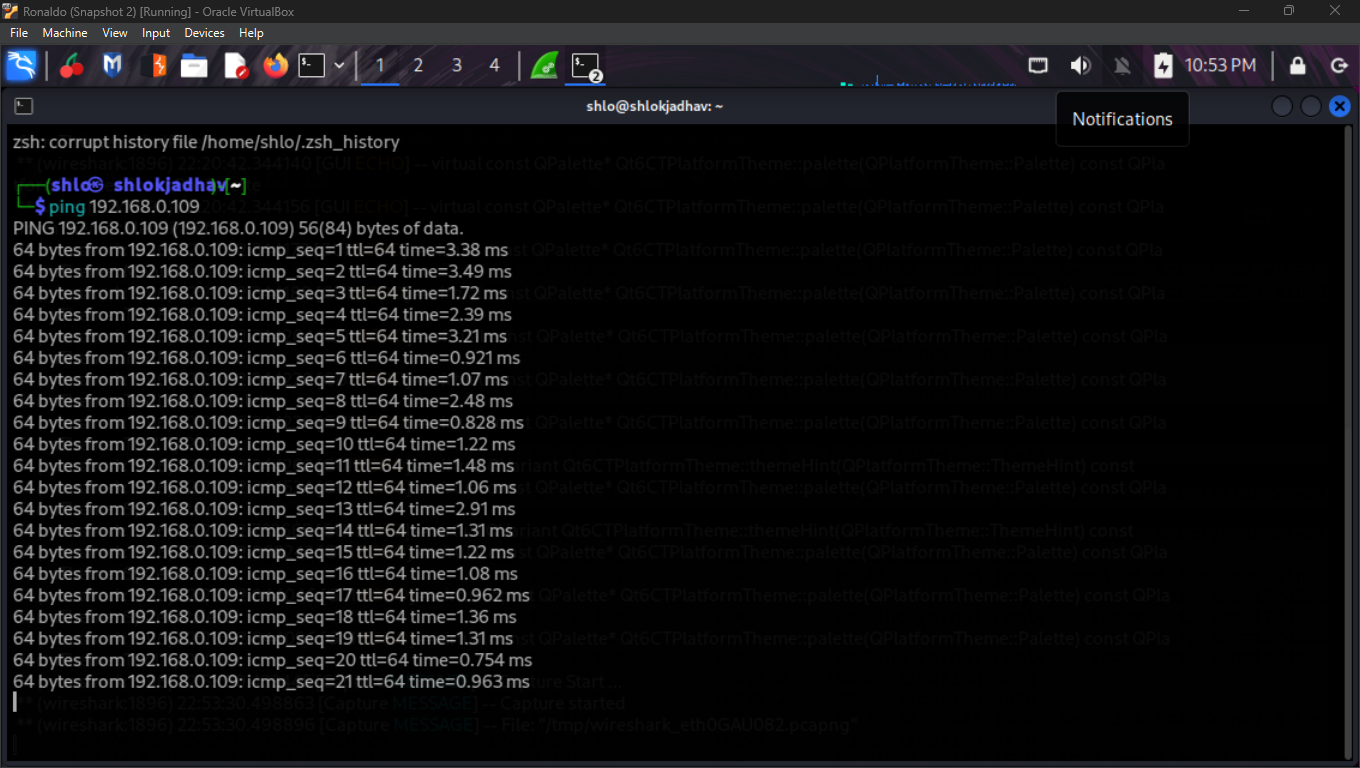 Ronaldo (Snapshot 2) [Running] - Oracle VirtualBox
File Machine View Input Devices Help
1 2 3 4 2 10:53 PM
shlo@shlokjadhav: ~
Notifications
zsh: corrupt history file /home/shlo/.zsh_history
** (wireshark:1896) 22:20:42.344140 [GUI ECHO] -- virtual const QPalette* Qt6CTPlatformTheme::palette(QPlatformTheme::Palette) const QPla
┌──(shlo㉿ shlokjadhav)-[~]
└─$ ping 192.168.0.109
PING 192.168.0.109 (192.168.0.109) 56(84) bytes of data.
64 bytes from 192.168.0.109: icmp_seq=1 ttl=64 time=3.38 ms
64 bytes from 192.168.0.109: icmp_seq=2 ttl=64 time=3.49 ms
64 bytes from 192.168.0.109: icmp_seq=3 ttl=64 time=1.72 ms
64 bytes from 192.168.0.109: icmp_seq=4 ttl=64 time=2.39 ms
64 bytes from 192.168.0.109: icmp_seq=5 ttl=64 time=3.21 ms
64 bytes from 192.168.0.109: icmp_seq=6 ttl=64 time=0.921 ms
64 bytes from 192.168.0.109: icmp_seq=7 ttl=64 time=1.07 ms
64 bytes from 192.168.0.109: icmp_seq=8 ttl=64 time=2.48 ms
64 bytes from 192.168.0.109: icmp_seq=9 ttl=64 time=0.828 ms
64 bytes from 192.168.0.109: icmp_seq=10 ttl=64 time=1.22 ms
64 bytes from 192.168.0.109: icmp_seq=11 ttl=64 time=1.48 ms
64 bytes from 192.168.0.109: icmp_seq=12 ttl=64 time=1.06 ms
64 bytes from 192.168.0.109: icmp_seq=13 ttl=64 time=2.91 ms
64 bytes from 192.168.0.109: icmp_seq=14 ttl=64 time=1.31 ms
64 bytes from 192.168.0.109: icmp_seq=15 ttl=64 time=1.22 ms
64 bytes from 192.168.0.109: icmp_seq=16 ttl=64 time=1.08 ms
64 bytes from 192.168.0.109: icmp_seq=17 ttl=64 time=0.962 ms
64 bytes from 192.168.0.109: icmp_seq=18 ttl=64 time=1.36 ms
64 bytes from 192.168.0.109: icmp_seq=19 ttl=64 time=1.31 ms
64 bytes from 192.168.0.109: icmp_seq=20 ttl=64 time=0.754 ms
64 bytes from 192.168.0.109: icmp_seq=21 ttl=64 time=0.963 ms
** (wireshark:1896) 22:53:30.498863 [Capture MESSAGE] -- Capture started
** (wireshark:1896) 22:53:30.498896 [Capture MESSAGE] -- File: "/tmp/wireshark_eth0GAU082.pcapng"